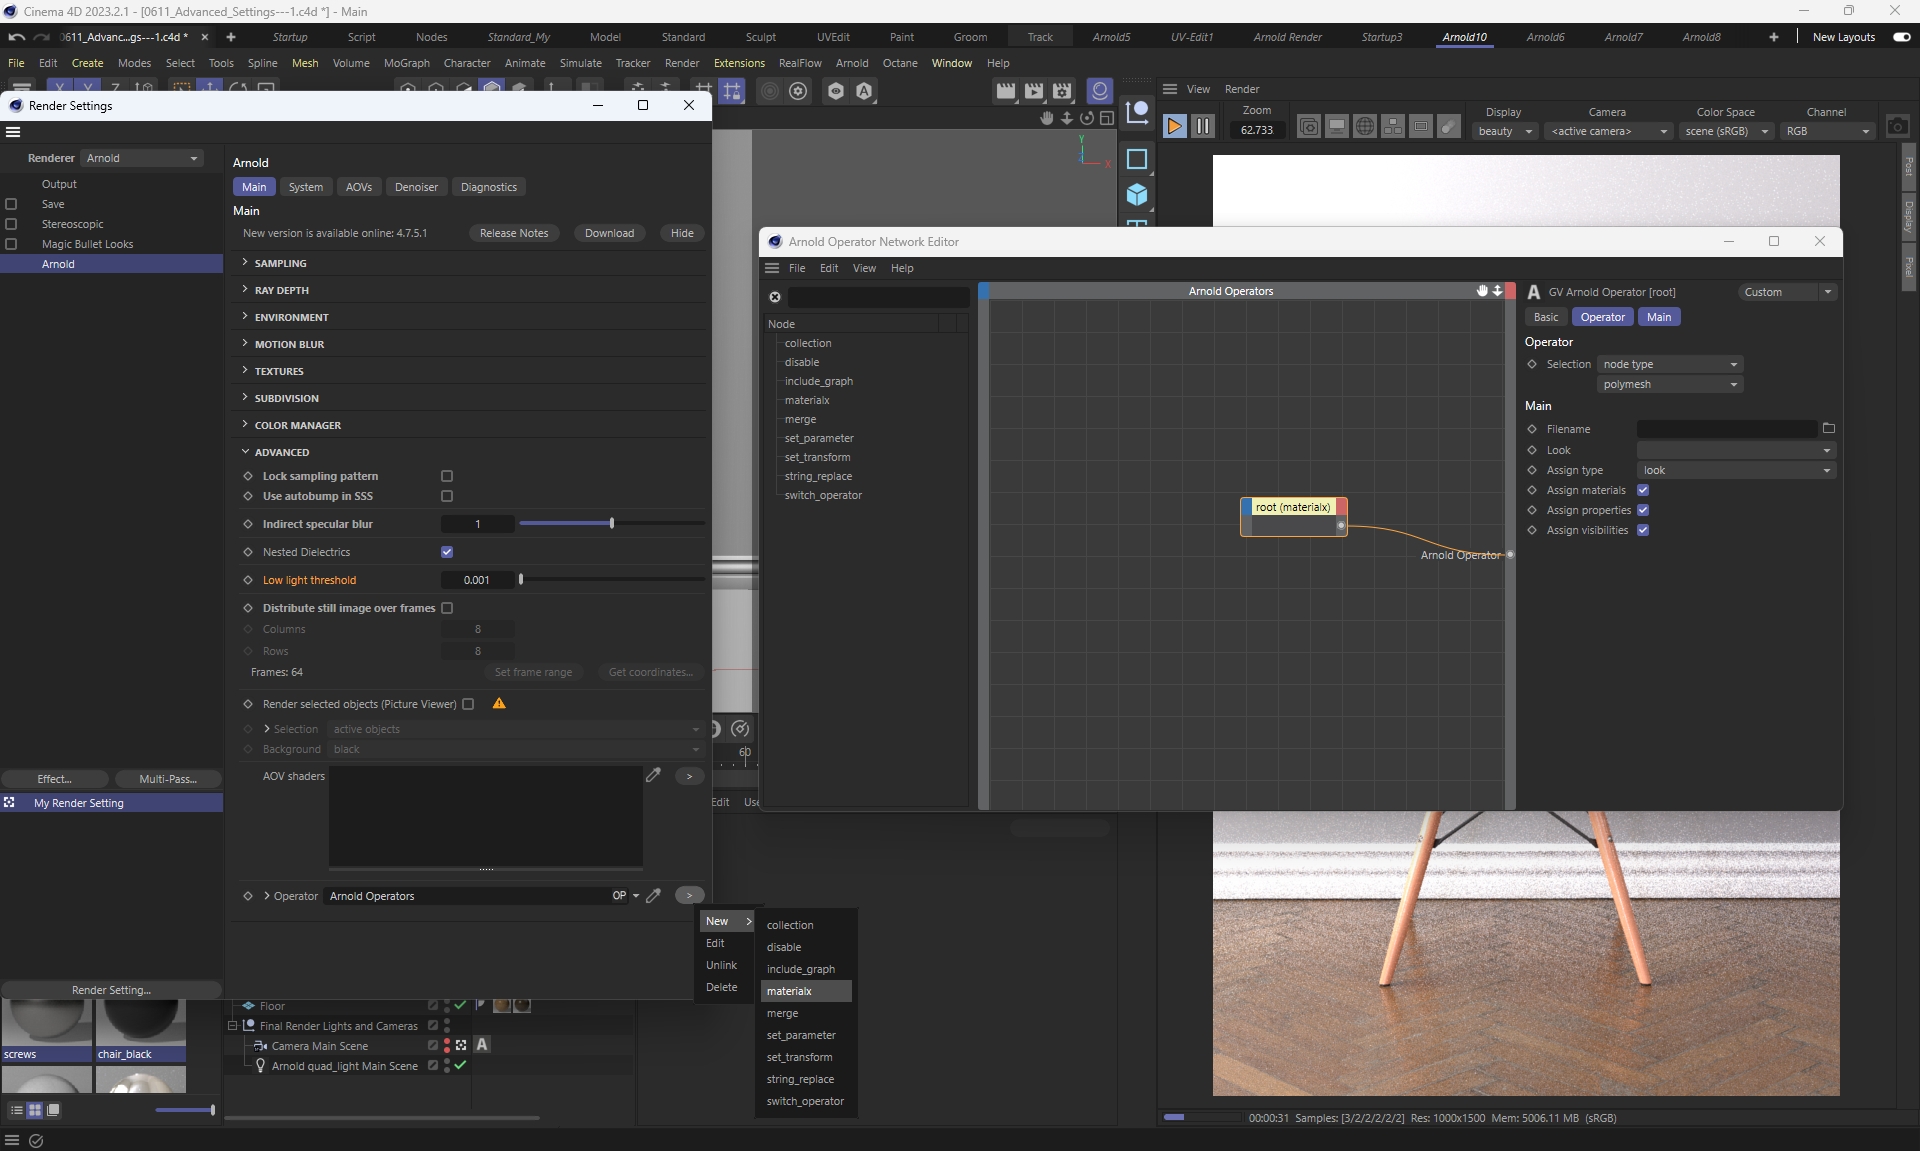 Cinema 4D 2023.2.1 - [0611_Advanced_Settings---1.c4d *] - Main
0611_Advanc...gs---1.c4d * Startup Script Nodes Standard_My Model Standard Sculpt UVEdit Paint Groom Track Arnold5 UV-Edit1 Arnold Render Startup3 Arnold10 Arnold6 Arnold7 Arnold8 New Layouts
File Edit Create Modes Select Tools Spline Mesh Volume MoGraph Character Animate Simulate Tracker Render Extensions RealFlow Arnold Octane Window Help
Render Settings
Renderer Arnold
Output
Save
Stereoscopic
Magic Bullet Looks
Arnold
Effect...
Multi-Pass...
My Render Setting
Render Setting...
Arnold
Main System AOVs Denoiser Diagnostics
Main
New version is available online: 4.7.5.1 Release Notes Download Hide
SAMPLING
RAY DEPTH
ENVIRONMENT
MOTION BLUR
TEXTURES
SUBDIVISION
COLOR MANAGER
ADVANCED
Lock sampling pattern
Use autobump in SSS
Indirect specular blur 1
Nested Dielectrics
Low light threshold 0.001
Distribute still image over frames
Columns 8
Rows 8
Frames: 64 Set frame range Get coordinates...
Render selected objects (Picture Viewer)
Selection active objects
Background black
AOV shaders
>
Operator Arnold Operators OP >
New >
Edit
Unlink
Delete
collection
disable
include_graph
materialx
merge
set_parameter
set_transform
string_replace
switch_operator
Y
X
60
Edit
View Render
Zoom
62.733
Display
beauty
Camera
<active camera>
Color Space
scene (sRGB)
Channel
RGB
Post
Display
Pixel
Arnold Operator Network Editor
File Edit View Help
Node
collection
disable
include_graph
materialx
merge
set_parameter
set_transform
string_replace
switch_operator
Arnold Operators
root (materialx)
Arnold Operator
GV Arnold Operator [root] Custom
Basic Operator Main
Operator
Selection node type
polymesh
Main
Filename
Look
Assign type look
Assign materials
Assign properties
Assign visibilities
Floor
Final Render Lights and Cameras
Camera Main Scene
Arnold quad_light Main Scene
screws
chair_black
00:00:31 Samples: [3/2/2/2/2/2] Res: 1000x1500 Mem: 5006.11 MB (sRGB)